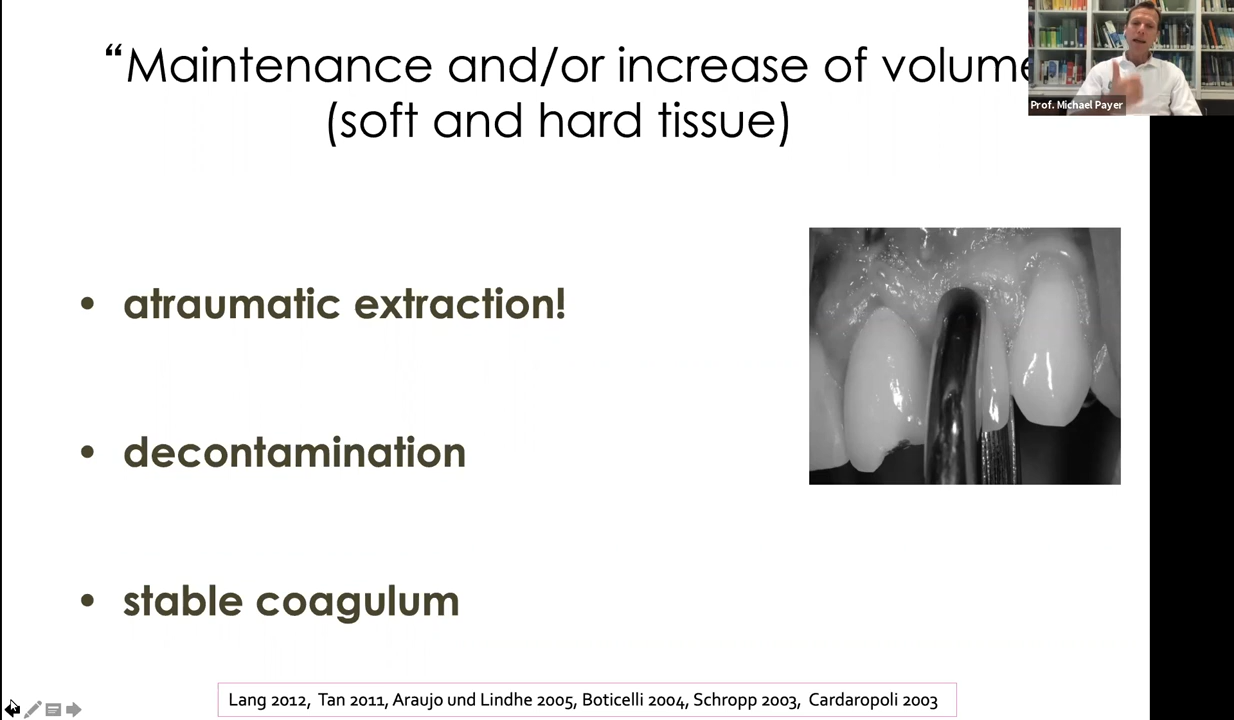 “Maintenance and/or increase of volume
(soft and hard tissue)
Prof. Michael Payer
• atraumatic extraction!
• decontamination
• stable coagulum
Lang 2012, Tan 2011, Araujo und Lindhe 2005, Boticelli 2004, Schropp 2003, Cardaropoli 2003